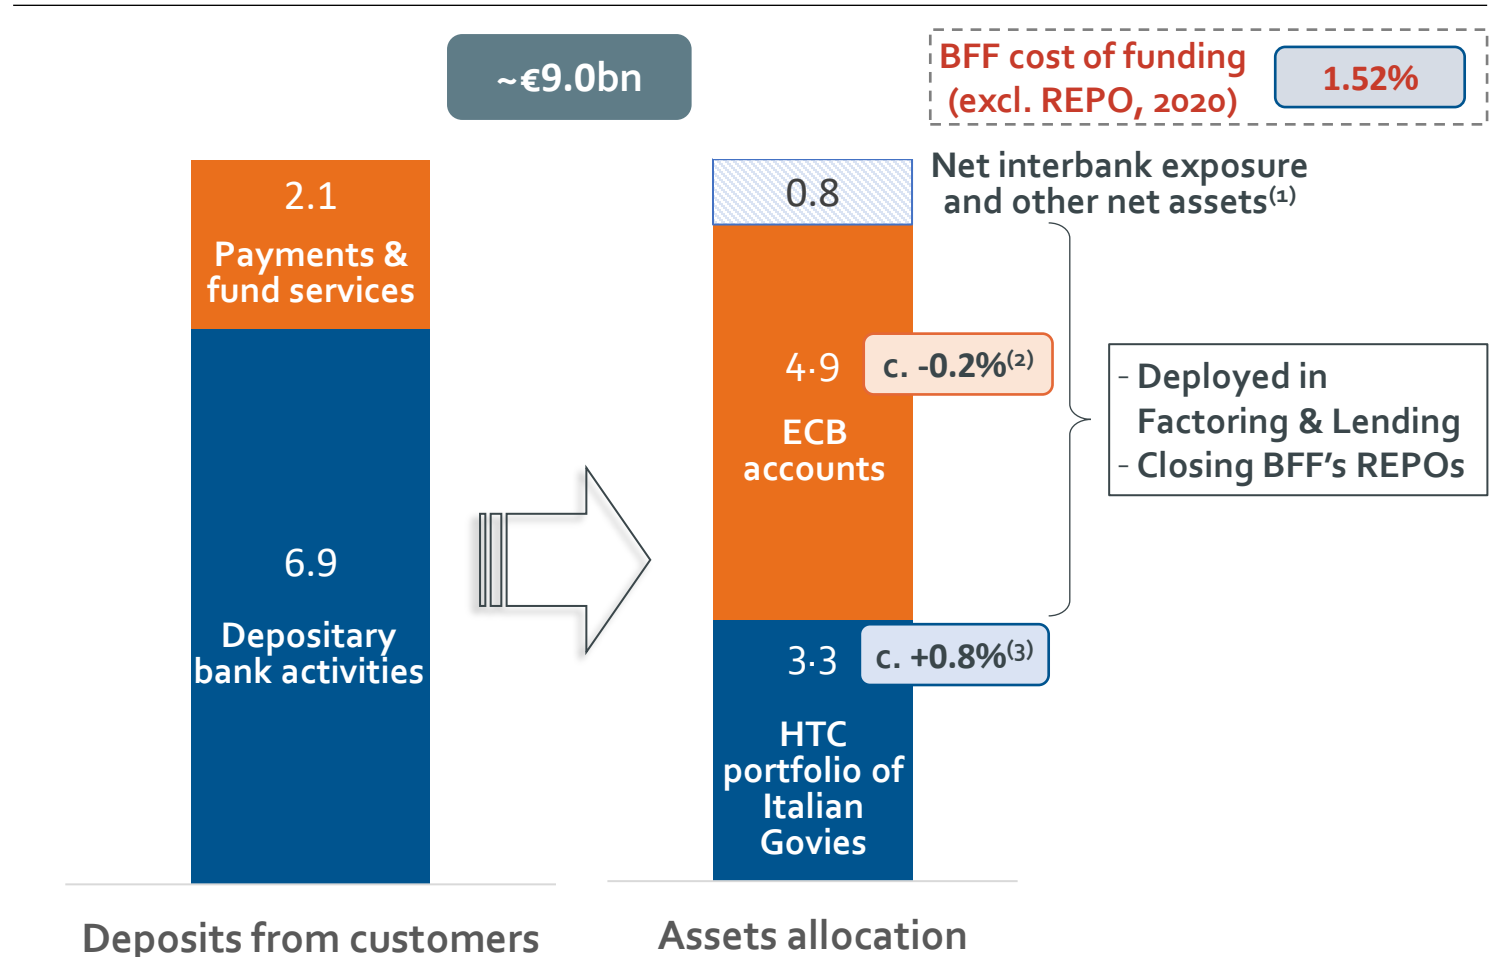 ~€9.0bn
BFF cost of funding
(excl. REPO, 2020)
1.52%
2.1
Payments &
fund services
6.9
Depositary
bank activities
Deposits from customers
0.8
Net interbank exposure
and other net assets(1)
4.9
c. -0.2%(2)
ECB
accounts
3.3
c. +0.8%(3)
HTC
portfolio of
Italian
Govies
Assets allocation
- Deployed in
Factoring & Lending
- Closing BFF's REPOs